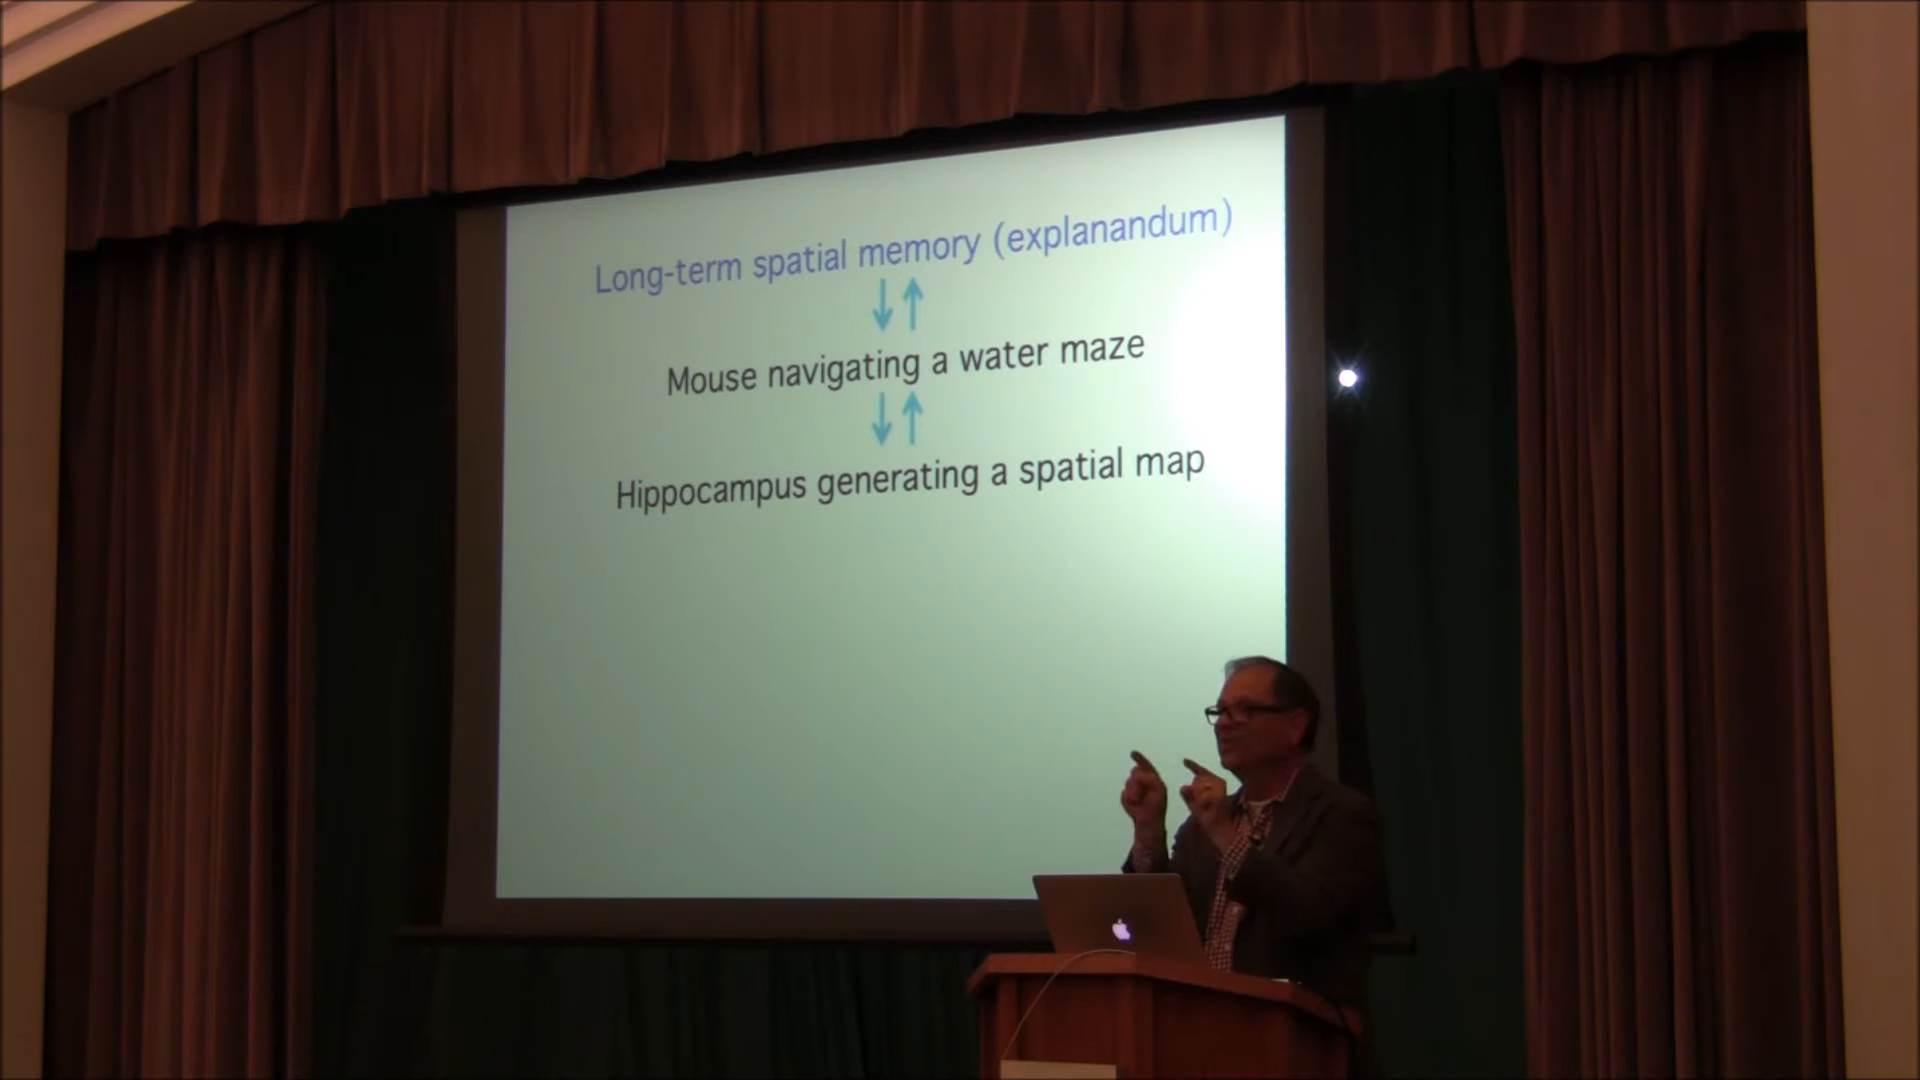 Long-term spatial memory (explanandum)
↓↑
Mouse navigating a water maze
↓↑
Hippocampus generating a spatial map